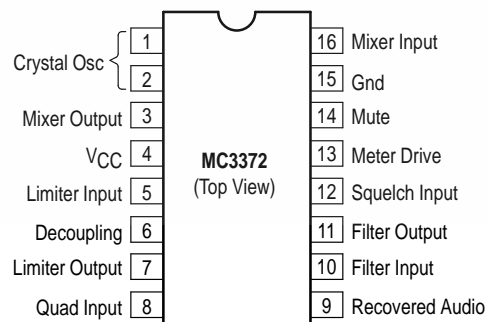 Crystal Osc
1
2
Mixer Output 3
VCC 4
Limiter Input 5
Decoupling 6
Limiter Output 7
Quad Input 8
MC3372
(Top View)
16 Mixer Input
15 Gnd
14 Mute
13 Meter Drive
12 Squelch Input
11 Filter Output
10 Filter Input
9 Recovered Audio